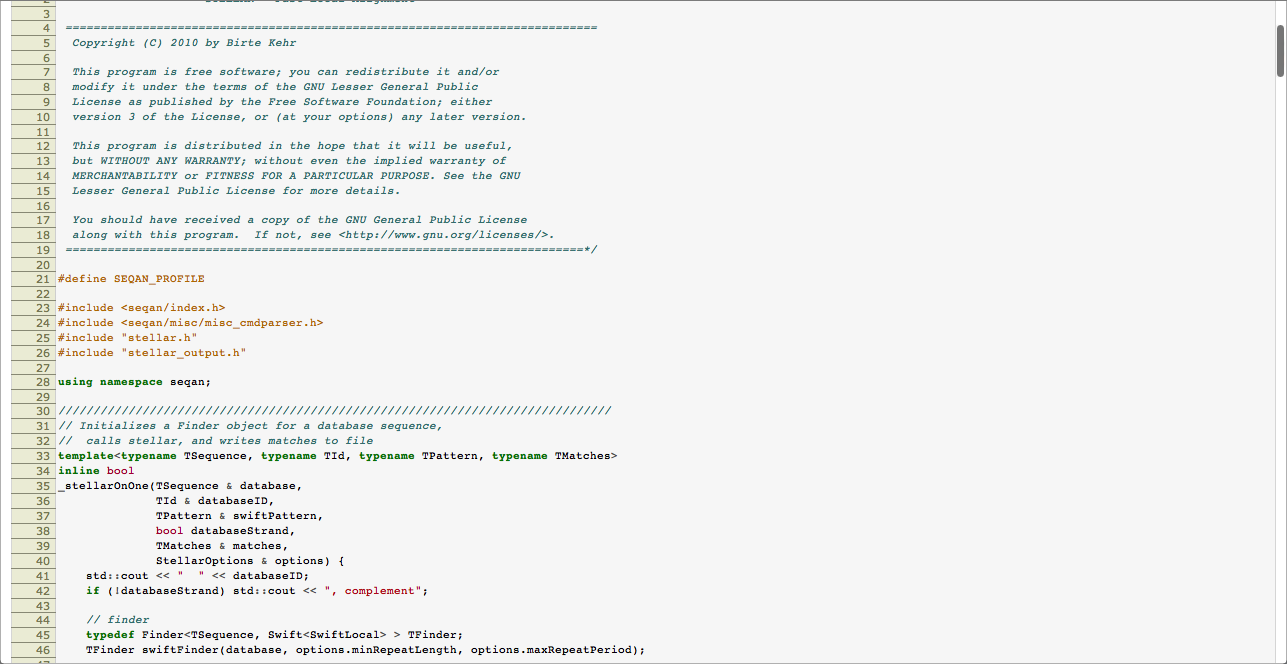 3
4 ============================================================================
5 Copyright (C) 2010 by Birte Kehr
6
7 This program is free software; you can redistribute it and/or
8 modify it under the terms of the GNU Lesser General Public
9 License as published by the Free Software Foundation; either
10 version 3 of the License, or (at your options) any later version.
11
12 This program is distributed in the hope that it will be useful,
13 but WITHOUT ANY WARRANTY; without even the implied warranty of
14 MERCHANTABILITY or FITNESS FOR A PARTICULAR PURPOSE. See the GNU
15 Lesser General Public License for more details.
16
17 You should have received a copy of the GNU General Public License
18 along with this program.  If not, see <http://www.gnu.org/licenses/>.
19 ==========================================================================*/
20
21 #define SEQAN_PROFILE
22
23 #include <seqan/index.h>
24 #include <seqan/misc/misc_cmdparser.h>
25 #include "stellar.h"
26 #include "stellar_output.h"
27
28 using namespace seqan;
29
30 ///////////////////////////////////////////////////////////////////////////////
31 // Initializes a Finder object for a database sequence,
32 //  calls stellar, and writes matches to file
33 template<typename TSequence, typename TId, typename TPattern, typename TMatches>
34 inline bool
35 _stellarOnOne(TSequence & database,
36               TId & databaseID,
37               TPattern & swiftPattern,
38               bool databaseStrand,
39               TMatches & matches,
40               StellarOptions & options) {
41     std::cout << "  " << databaseID;
42     if (!databaseStrand) std::cout << ", complement";
43
44     // finder
45     typedef Finder<TSequence, Swift<SwiftLocal> > TFinder;
46     TFinder swiftFinder(database, options.minRepeatLength, options.maxRepeatPeriod);